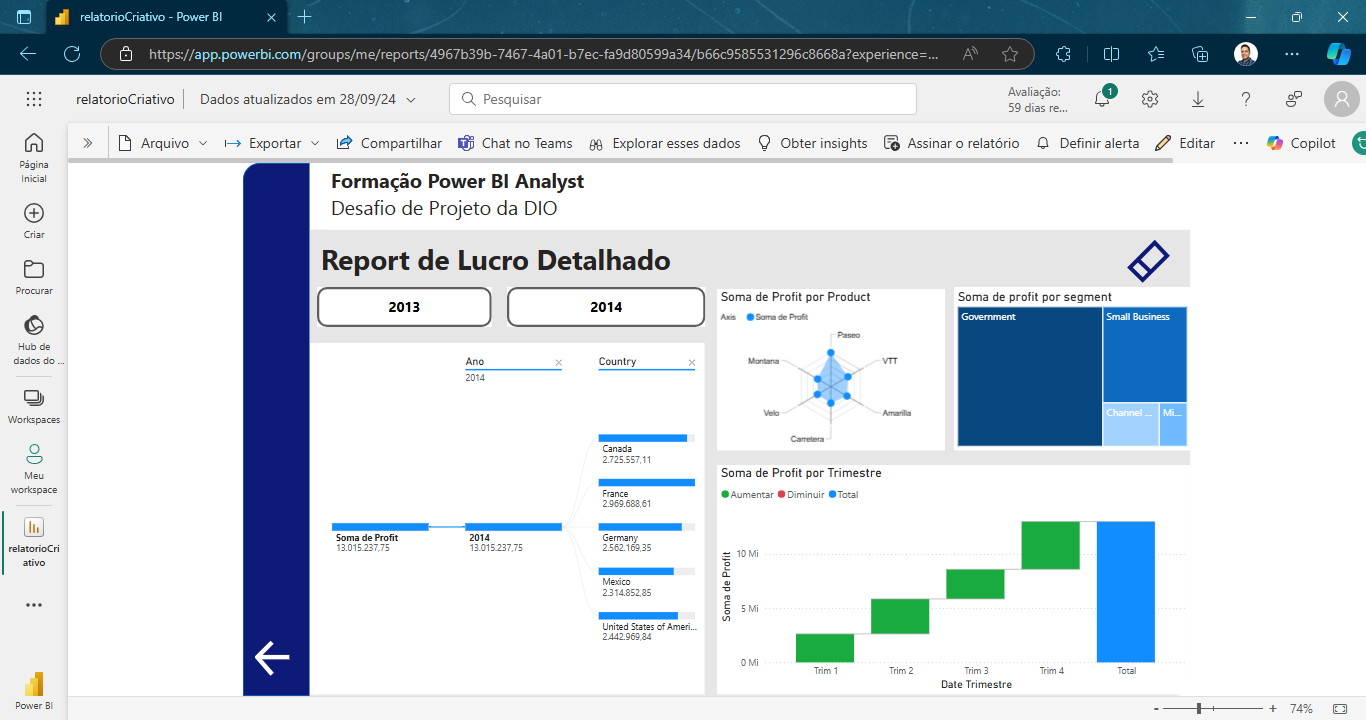 relatorioCriativo - Power BI
https://app.powerbi.com/groups/me/reports/4967b39b-7467-4a01-b7ec-fa9d80599a34/b66c9585531296c8668a?experience=...
relatorioCriativo
Dados atualizados em 28/09/24
Pesquisar
Avaliação:
59 dias re...
1
Página
Inicial
Criar
Procurar
Hub de
dados do ...
Workspaces
Meu
workspace
relatorioCri
ativo
Power BI
Arquivo
Exportar
Compartilhar
Chat no Teams
Explorar esses dados
Obter insights
Assinar o relatório
Definir alerta
Editar
Copilot
Formação Power BI Analyst
Desafio de Projeto da DIO
Report de Lucro Detalhado
2013
2014
Ano
2014
Country
Soma de Profit
13.015.237,75
2014
13.015.237,75
Canada
2.725.557,11
France
2.969.688,61
Germany
2.562.169,35
Mexico
2.314.852,85
United States of Ameri...
2.442.969,84
Soma de Profit por Product
Axis
Soma de Profit
Paseo
VTT
Amarilla
Carretera
Velo
Montana
Soma de profit por segment
Government
Small Business
Channel ...
Mi...
Soma de Profit por Trimestre
Aumentar
Diminuir
Total
Soma de Profit
10 Mi
5 Mi
0 Mi
Trim 1
Trim 2
Trim 3
Trim 4
Total
Date Trimestre
- + 74%